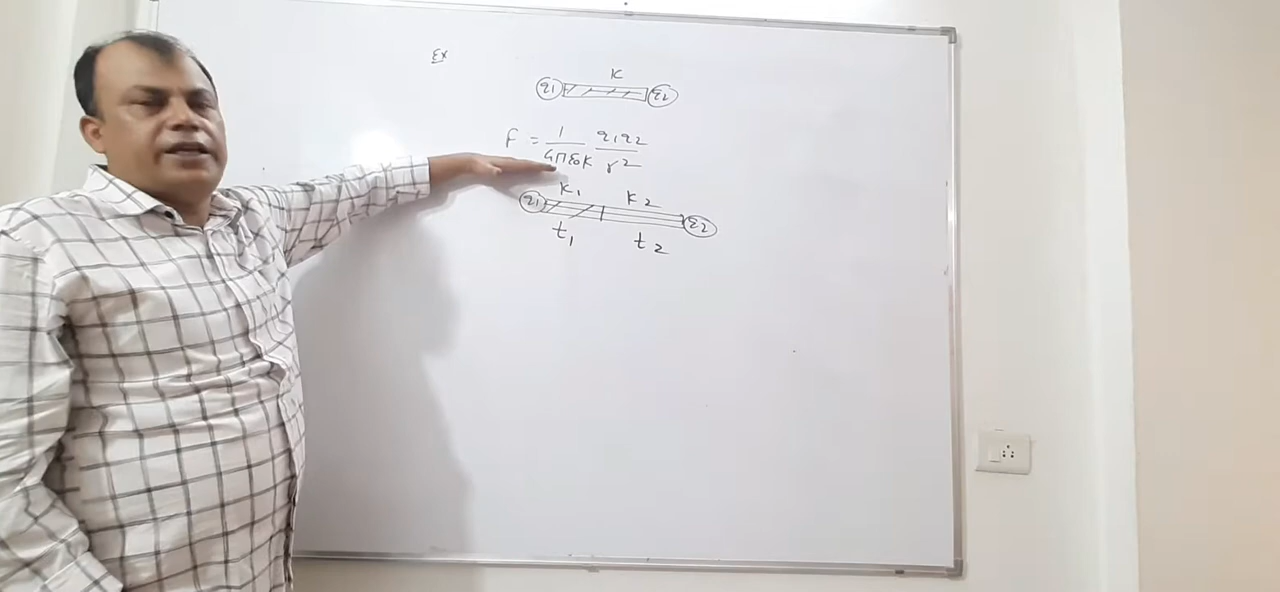 Ex
K
q1 q2
F = 1/4πε0K q1q2/r2
K1 K2
q1 q2
t1 t2